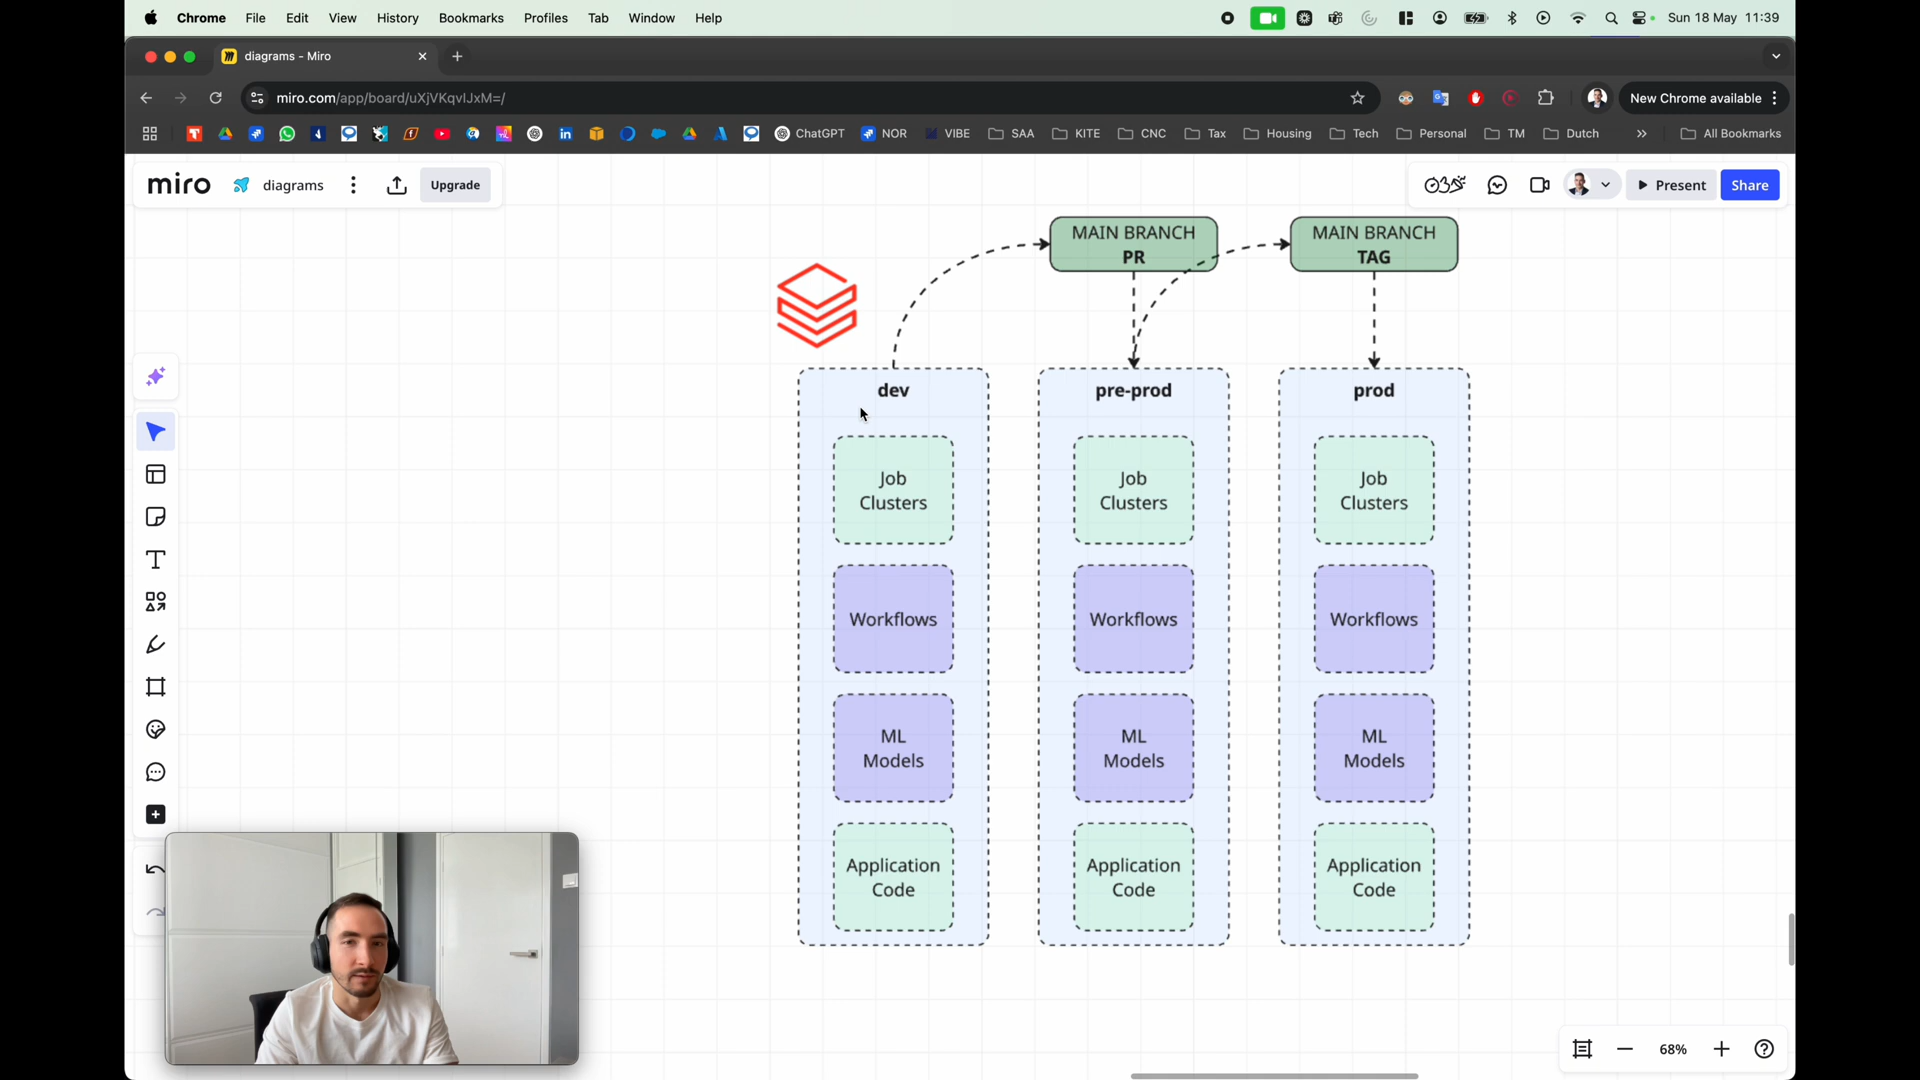 Chrome File Edit View History Bookmarks Profiles Tab Window Help Sun 18 May 11:39
diagrams - Miro
miro.com/app/board/uXjVKqvIJxM=/ New Chrome available
ChatGPT NOR VIBE SAA KITE CNC Tax Housing Tech Personal TM Dutch All Bookmarks
miro diagrams Upgrade Present Share
MAIN BRANCH
PR
MAIN BRANCH
TAG
dev
Job
Clusters
Workflows
ML
Models
Application
Code
pre-prod
Job
Clusters
Workflows
ML
Models
Application
Code
prod
Job
Clusters
Workflows
ML
Models
Application
Code
68%